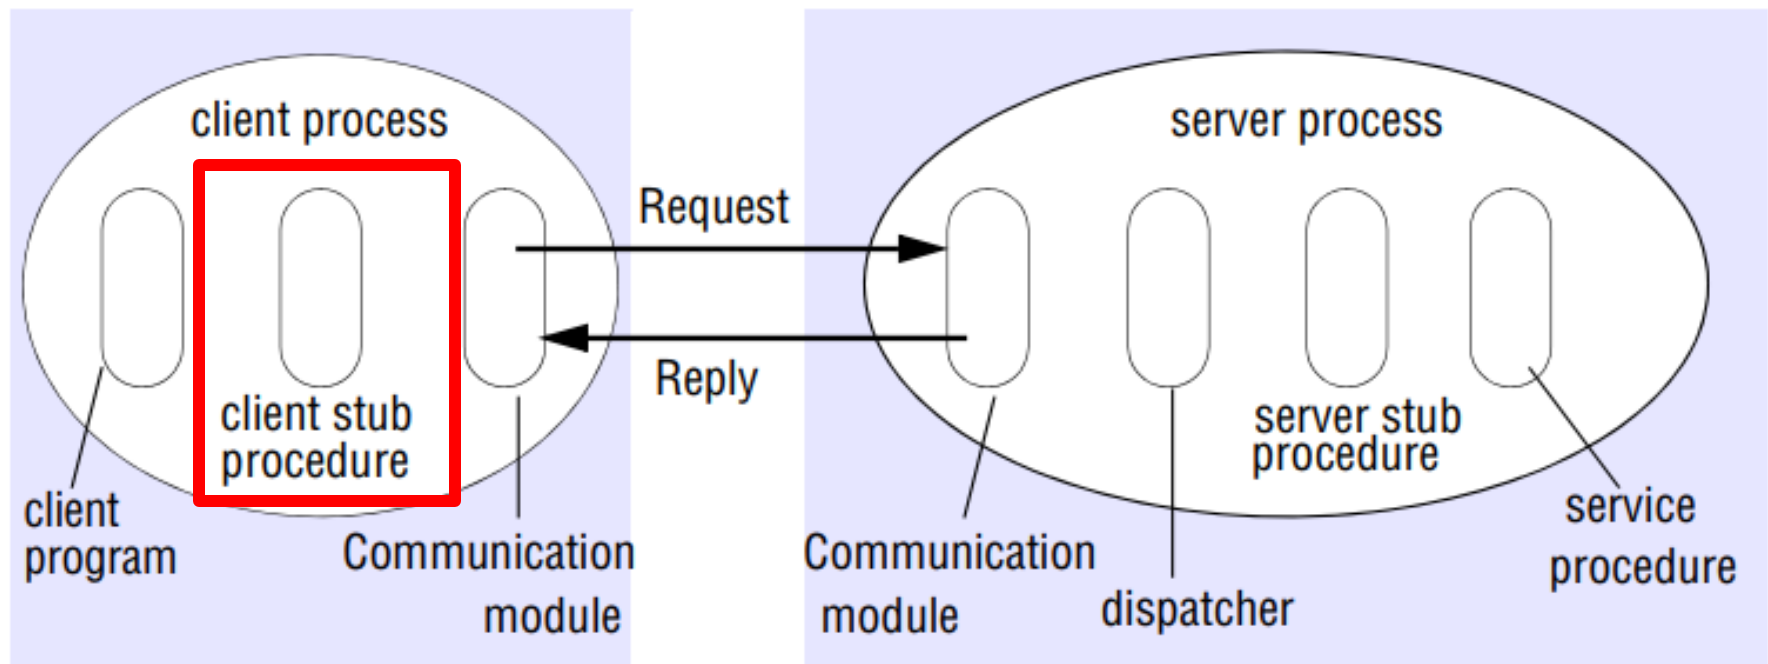 client process
client stub
procedure
client
program
Communication
module
Request
Reply
server process
server stub
procedure
Communication
module
dispatcher
service
procedure